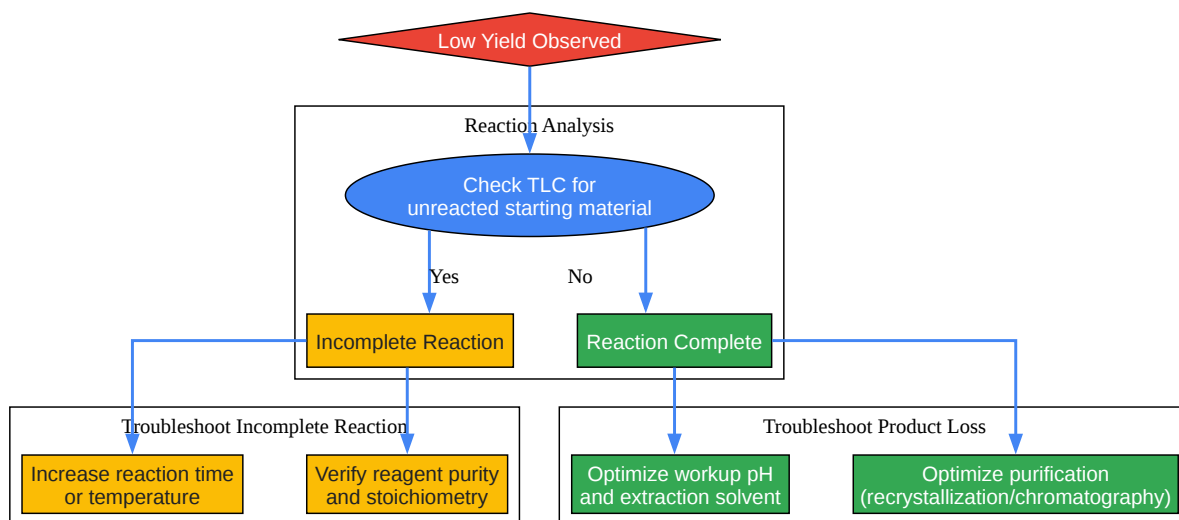 Low Yield Observed
Reaction Analysis
Check TLC for
unreacted starting material
Yes
No
Incomplete Reaction
Reaction Complete
Troubleshoot Incomplete Reaction
Increase reaction time
or temperature
Verify reagent purity
and stoichiometry
Troubleshoot Product Loss
Optimize workup pH
and extraction solvent
Optimize purification
(recrystallization/chromatography)